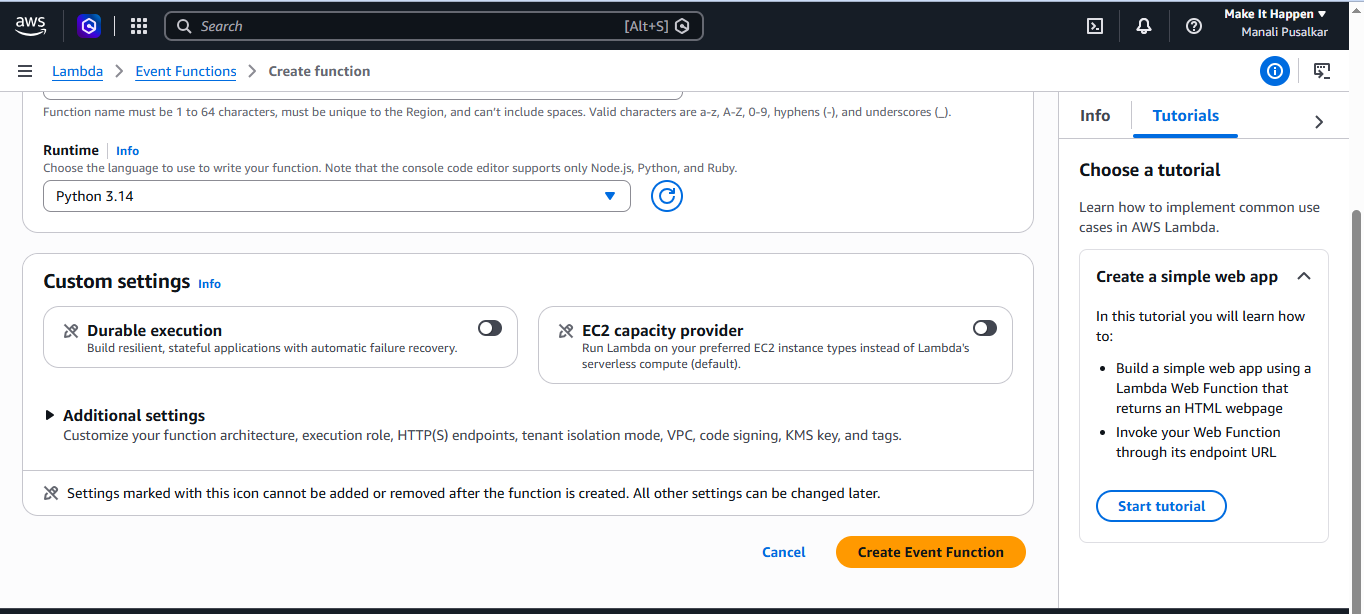 aws
Search
[Alt+S]
Make It Happen ▼
Manali Pusalkar
Lambda > Event Functions > Create function
Function name must be 1 to 64 characters, must be unique to the Region, and can't include spaces. Valid characters are a-z, A-Z, 0-9, hyphens (-), and underscores (_).
Runtime | Info
Choose the language to use to write your function. Note that the console code editor supports only Node.js, Python, and Ruby.
Python 3.14
Custom settings Info
Durable execution
Build resilient, stateful applications with automatic failure recovery.
EC2 capacity provider
Run Lambda on your preferred EC2 instance types instead of Lambda's
serverless compute (default).
Additional settings
Customize your function architecture, execution role, HTTP(S) endpoints, tenant isolation mode, VPC, code signing, KMS key, and tags.
Settings marked with this icon cannot be added or removed after the function is created. All other settings can be changed later.
Cancel
Create Event Function
Info
Tutorials
Choose a tutorial
Learn how to implement common use
cases in AWS Lambda.
Create a simple web app
In this tutorial you will learn how
to:
• Build a simple web app using a
Lambda Web Function that
returns an HTML webpage
• Invoke your Web Function
through its endpoint URL
Start tutorial